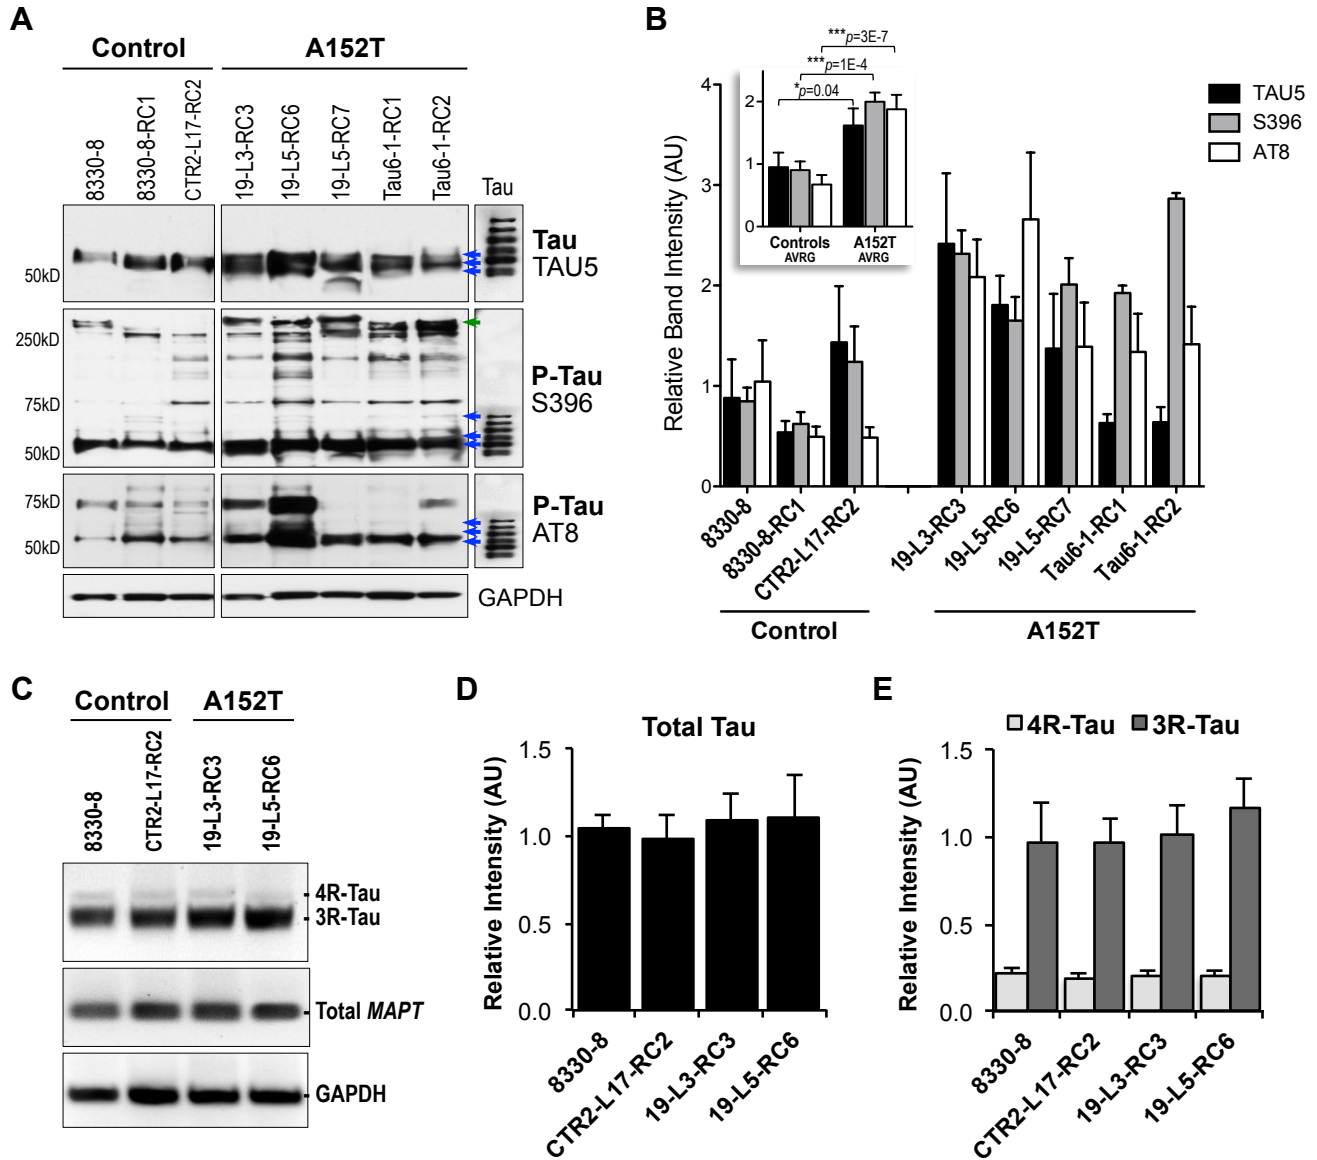 A
Control
A152T
8330-8
8330-8-RC1
CTR2-L17-RC2
19-L3-RC3
19-L5-RC6
19-L5-RC7
Tau6-1-RC1
Tau6-1-RC2
Tau
50kD
Tau
TAU5
250kD
75kD
50kD
P-Tau
S396
75kD
50kD
P-Tau
AT8
GAPDH
B
Relative Band Intensity (AU)
4
3
2
1
0
***p=3E-7
***p=1E-4
*p=0.04
2
1
0
Controls
AVRG
A152T
AVRG
TAU5
S396
AT8
8330-8
8330-8-RC1
CTR2-L17-RC2
19-L3-RC3
19-L5-RC6
19-L5-RC7
Tau6-1-RC1
Tau6-1-RC2
Control
A152T
C
Control
A152T
8330-8
CTR2-L17-RC2
19-L3-RC3
19-L5-RC6
4R-Tau
3R-Tau
Total MAPT
GAPDH
D
Total Tau
Relative Intensity (AU)
1.5
1.0
0.5
0.0
8330-8
CTR2-L17-RC2
19-L3-RC3
19-L5-RC6
E
4R-Tau 3R-Tau
Relative Intensity (AU)
1.5
1.0
0.5
0.0
8330-8
CTR2-L17-RC2
19-L3-RC3
19-L5-RC6